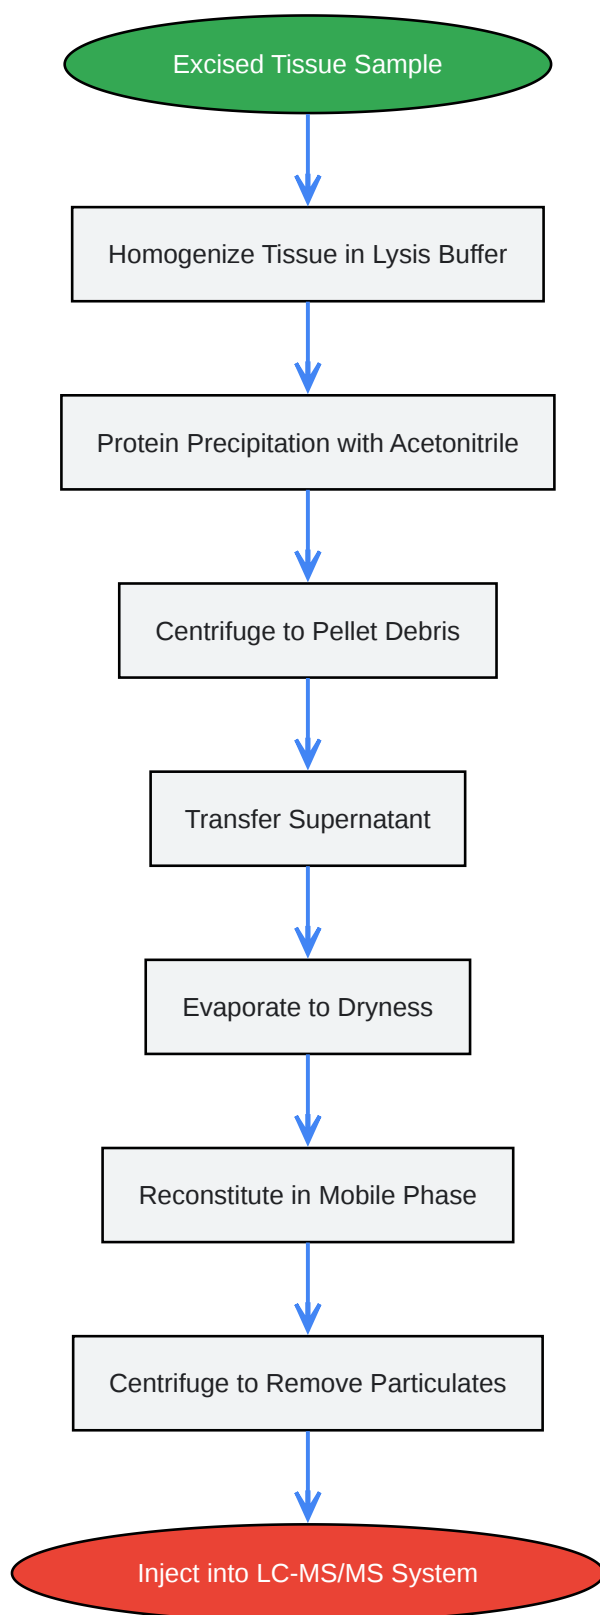 Excised Tissue Sample
Homogenize Tissue in Lysis Buffer
Protein Precipitation with Acetonitrile
Centrifuge to Pellet Debris
Transfer Supernatant
Evaporate to Dryness
Reconstitute in Mobile Phase
Centrifuge to Remove Particulates
Inject into LC-MS/MS System